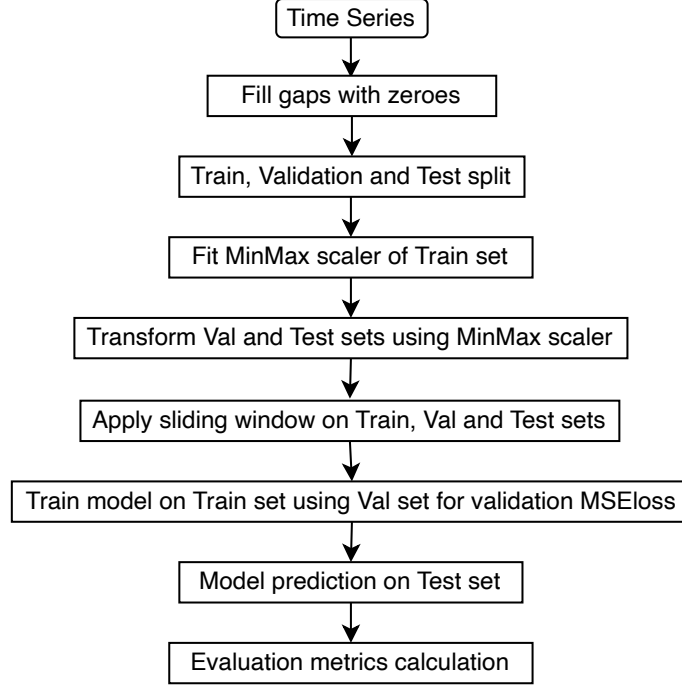 Time Series
Fill gaps with zeroes
Train, Validation and Test split
Fit MinMax scaler of Train set
Transform Val and Test sets using MinMax scaler
Apply sliding window on Train, Val and Test sets
Train model on Train set using Val set for validation MSEloss
Model prediction on Test set
Evaluation metrics calculation